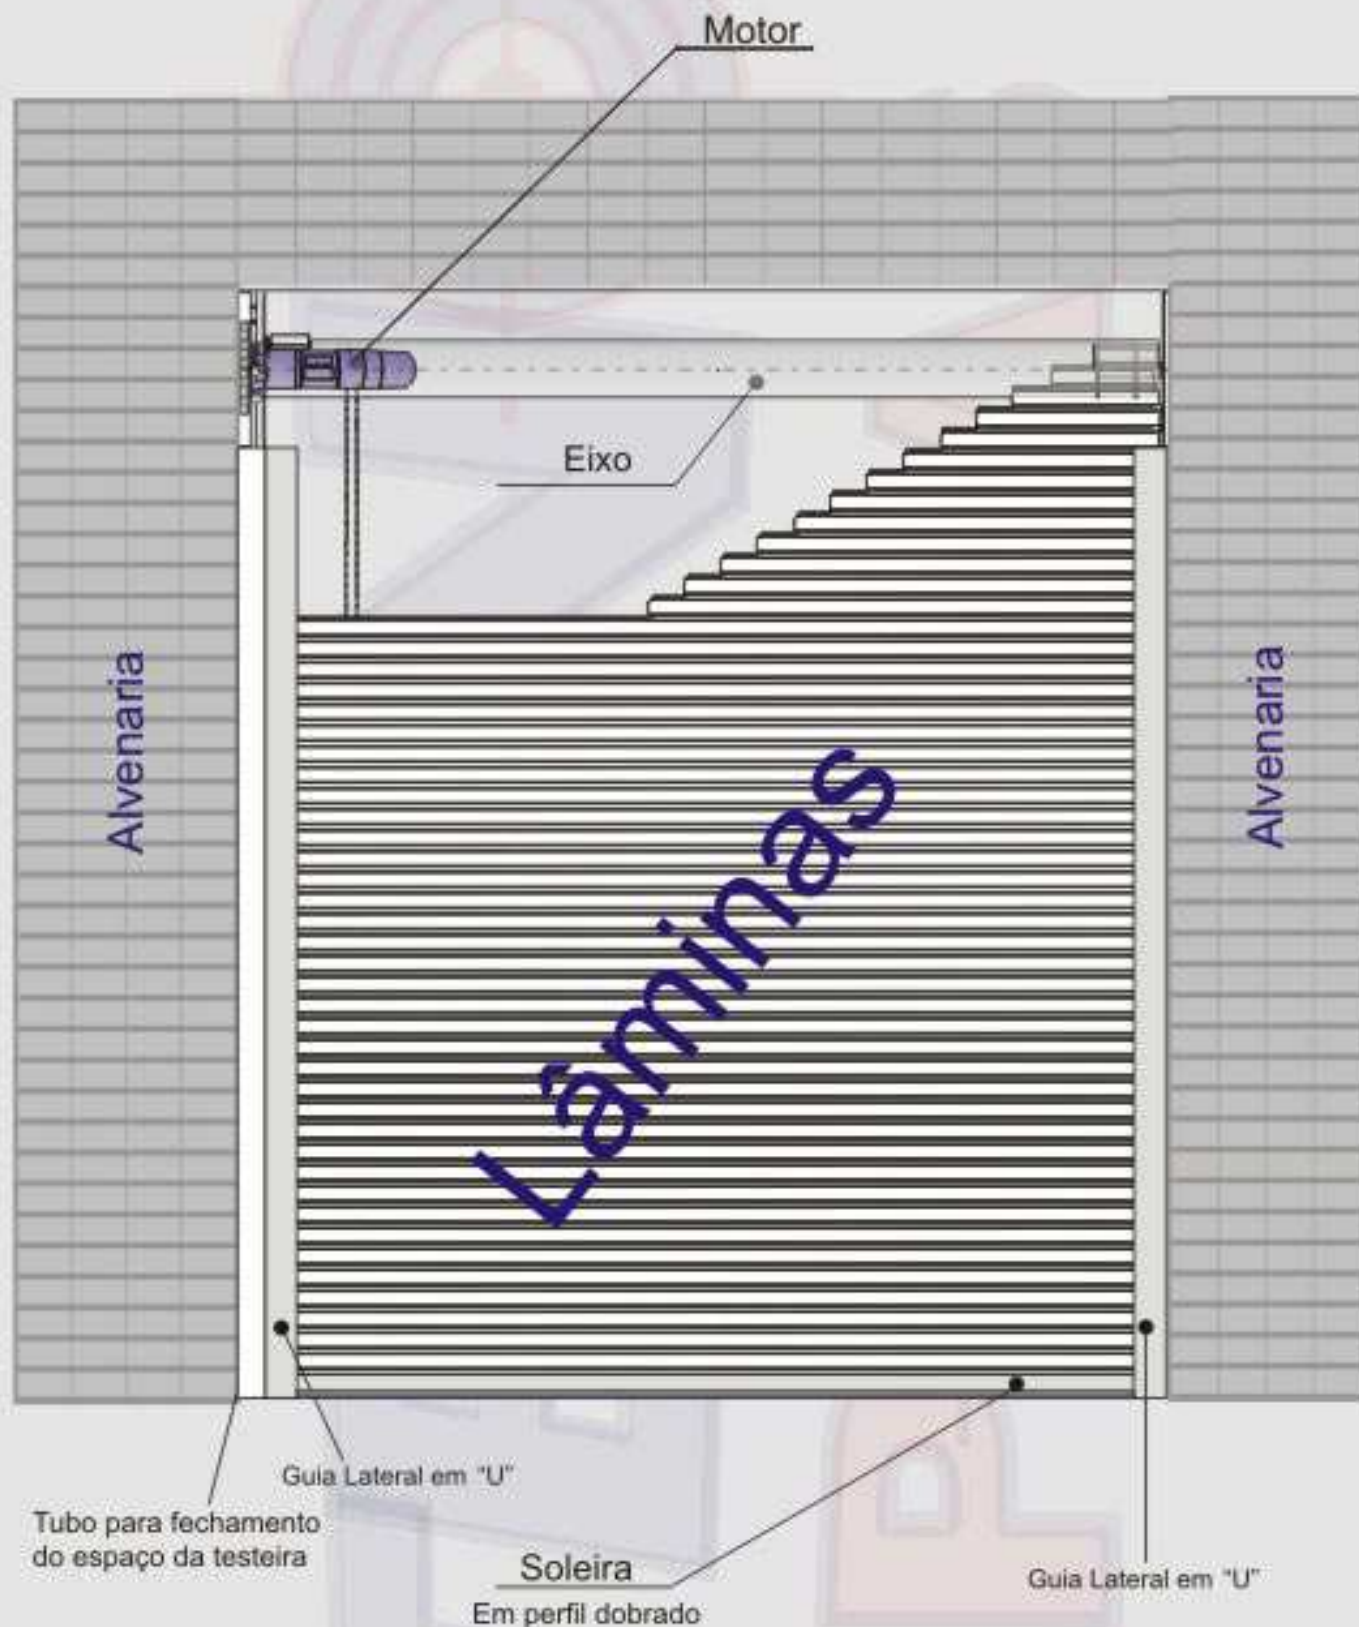 Motor
Eixo
Alvenaria
Alvenaria
Lâminas
Guia Lateral em “U”
Tubo para fechamento
do espaço da testeira
Soleira
Em perfil dobrado
Guia Lateral em “U”